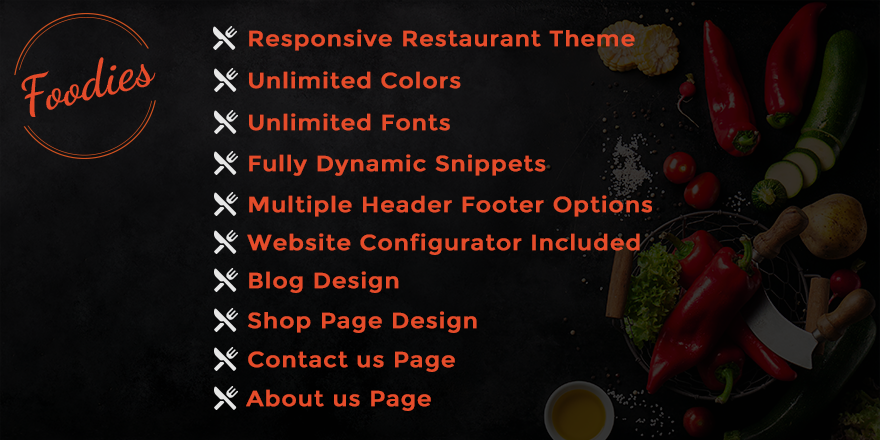 Foodies
Responsive Restaurant Theme
Unlimited Colors
Unlimited Fonts
Fully Dynamic Snippets
Multiple Header Footer Options
Website Configurator Included
Blog Design
Shop Page Design
Contact us Page
About us Page